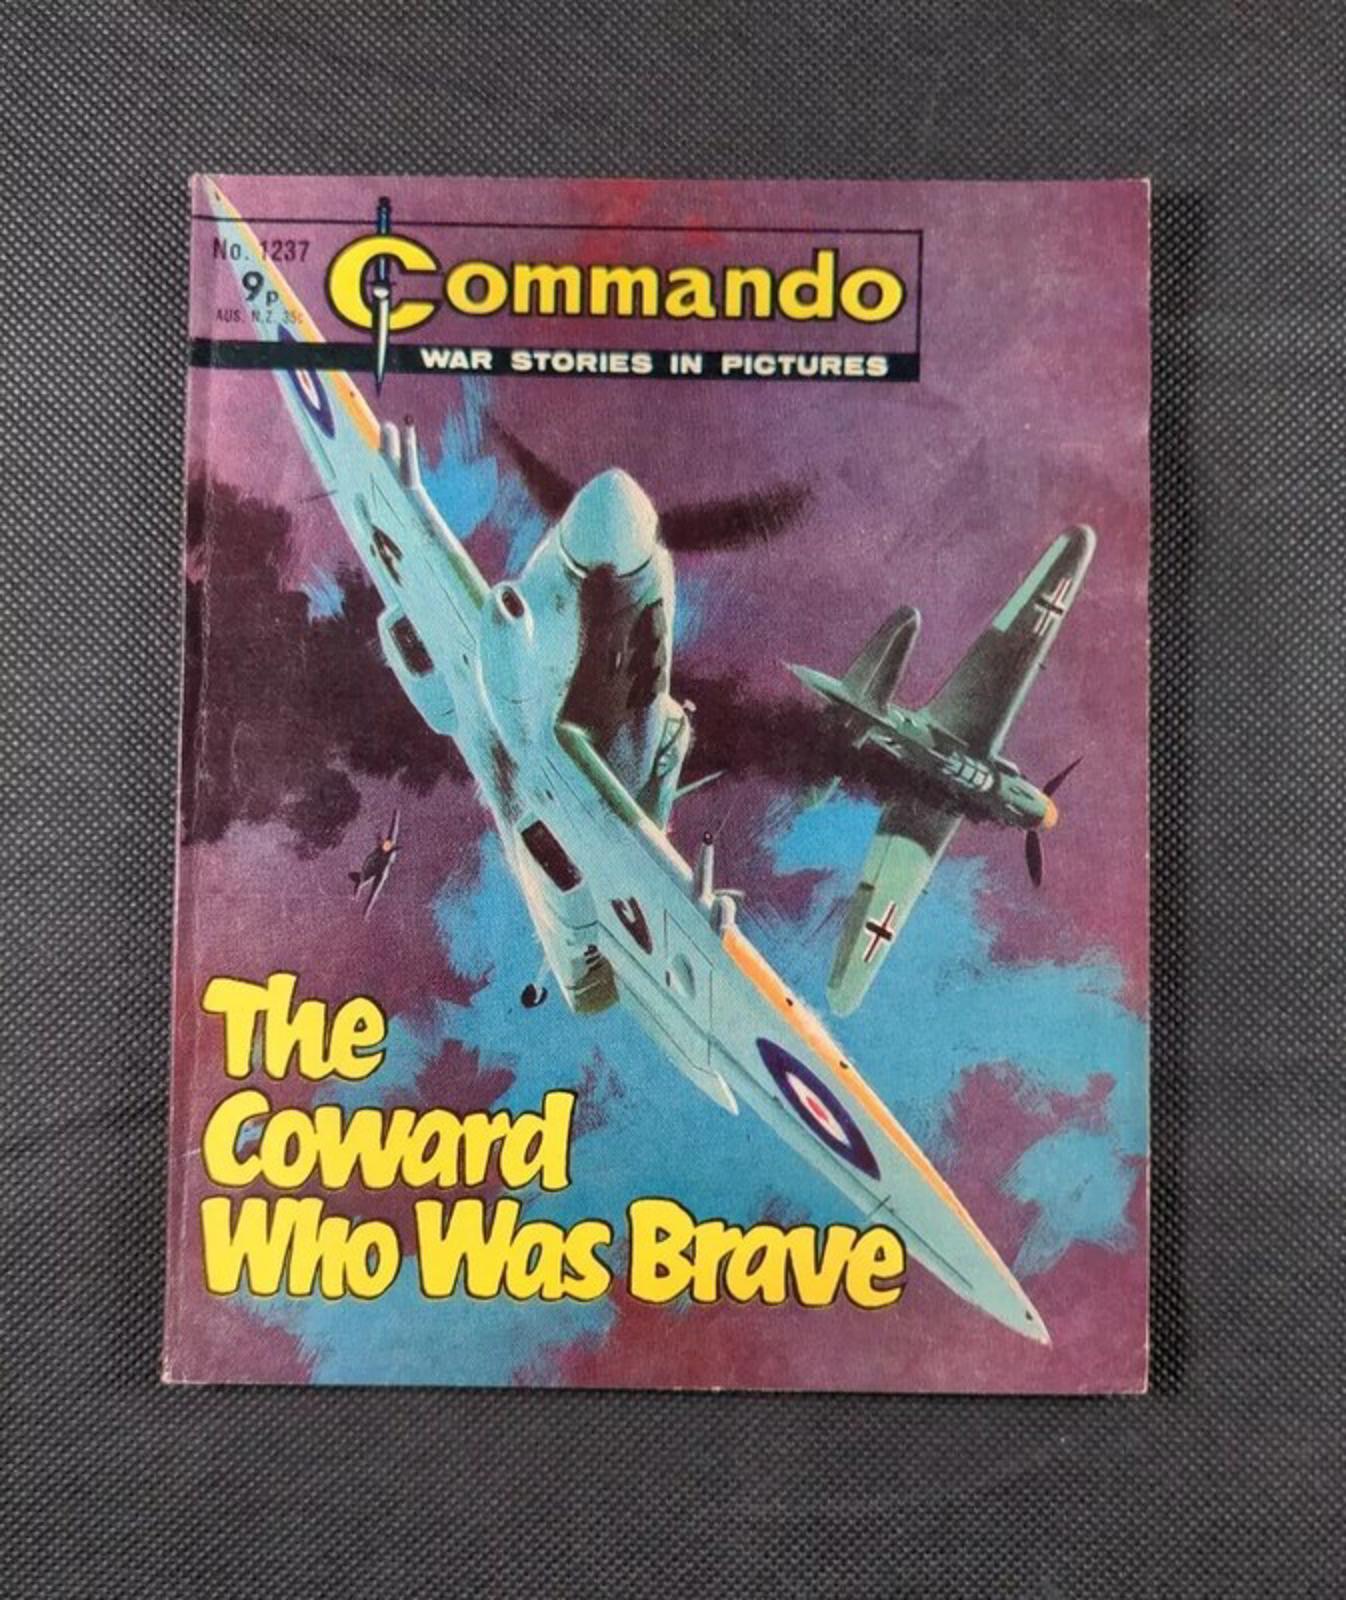 No. 1237
9p.
AUS. N.Z. 35c
Commando
WAR STORIES IN PICTURES
The
Coward
Who Was Brave